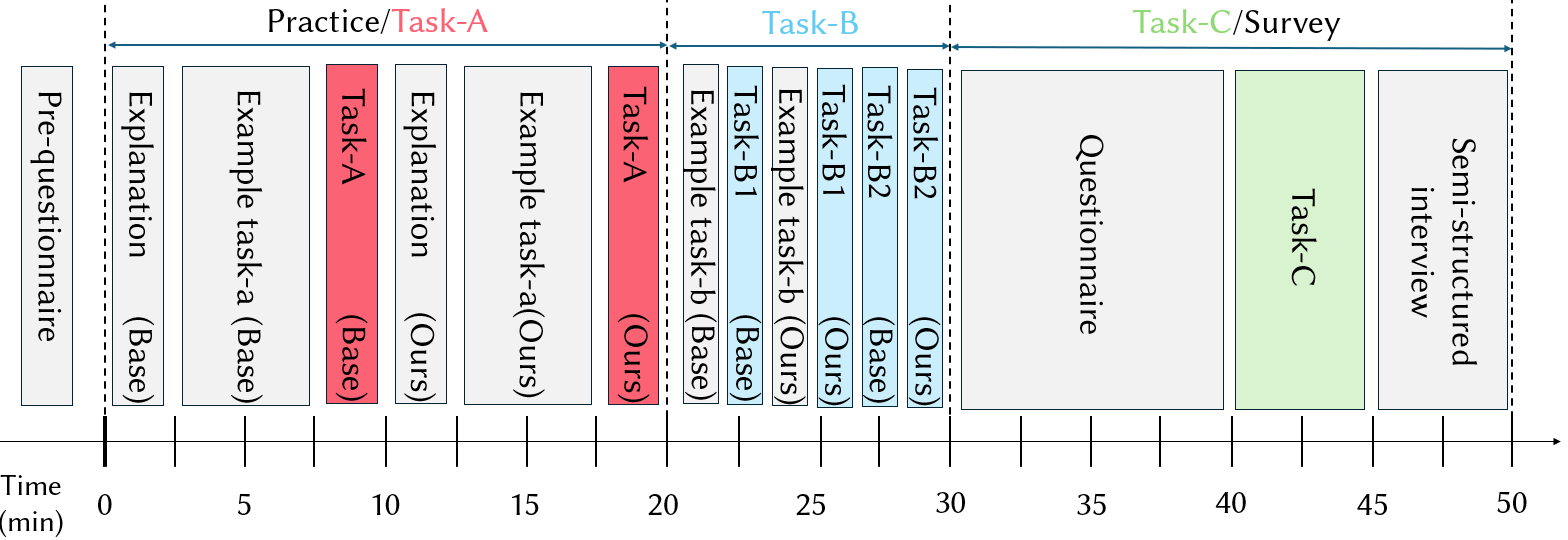 Practice/Task-A
Task-B
Task-C/Survey
Pre-questionnaire
Explanation (Base)
Example task-a (Base)
Task-A (Base)
Explanation (Ours)
Example task-a(Ours)
Task-A (Ours)
Example task-b (Base)
Task-B1 (Base)
Example task-b (Ours)
Task-B1 (Ours)
Task-B2 (Base)
Task-B2 (Ours)
Questionnaire
Task-C
Semi-structured
interview
Time
(min)
0 5 10 15 20 25 30 35 40 45 50